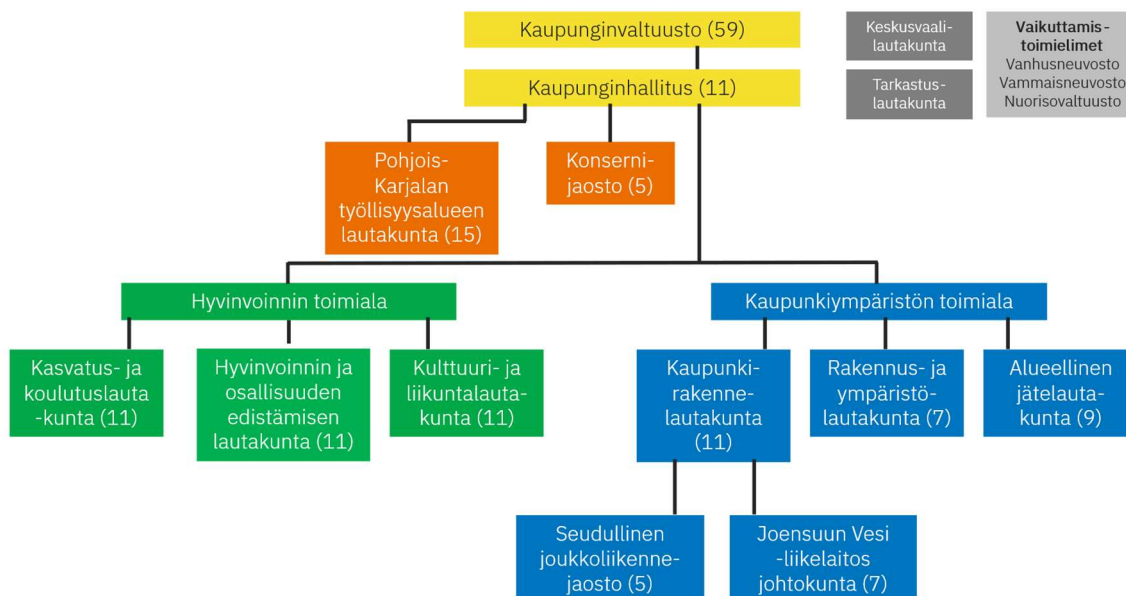 Kaupunginvaltuusto (59)
Kaupunginhallitus (11)
Keskusvaali-
lautakunta
Tarkastus-
lautakunta
Vaikuttamis-
toimielimet
Vanhusneuvosto
Vammaisneuvosto
Nuorisovaltuusto
Pohjois-
Karjalan
työllisyysalueen
lautakunta (15)
Konserni-
jaosto (5)
Hyvinvoinnin toimiala
Kaupunkiympäristön toimiala
Kasvatus- ja
koulutuslauta
-kunta (11)
Hyvinvoinnin ja
osallisuuden
edistämisen
lautakunta (11)
Kulttuuri- ja
liikuntalauta-
kunta (11)
Kaupunki-
rakenne-
lautakunta
(11)
Rakennus- ja
ympäristö-
lautakunta (7)
Alueellinen
jätelauta-
kunta (9)
Seudullinen
joukkoliikenne-
jaosto (5)
Joensuun Vesi
-liikelaitos
johtokunta (7)